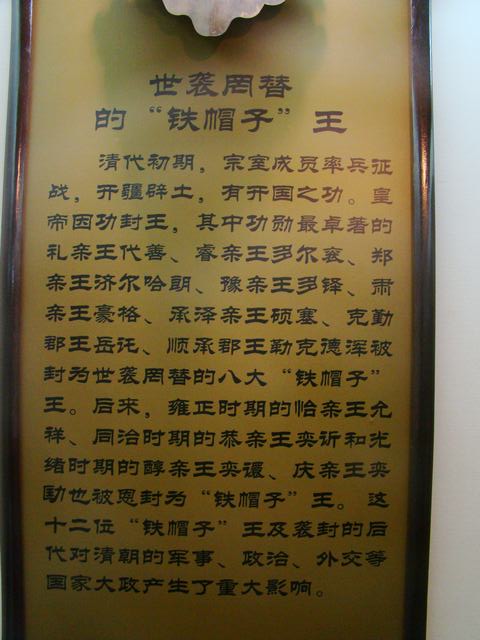 世袭罔替
的“铁帽子”王
清代初期，宗室成员率兵征
战，开疆辟土，有开国之功。皇
帝因功封王，其中功勋最卓著的
礼亲王代善、睿亲王多尔衮、郑
亲王济尔哈朗、豫亲王多铎、肃
亲王豪格、承泽亲王硕塞、克勤
郡王岳讬、顺承郡王勒克德浑被
封为世袭罔替的八大“铁帽子”
王。后来，雍正时期的怡亲王允
祥、同治时期的恭亲王奕䜣和光
绪时期的醇亲王奕譞、庆亲王奕
劻也被恩封为“铁帽子”王。这
十二位“铁帽子”王及袭封的后
代对清朝的军事、政治、外交等
国家大政产生了重大影响。